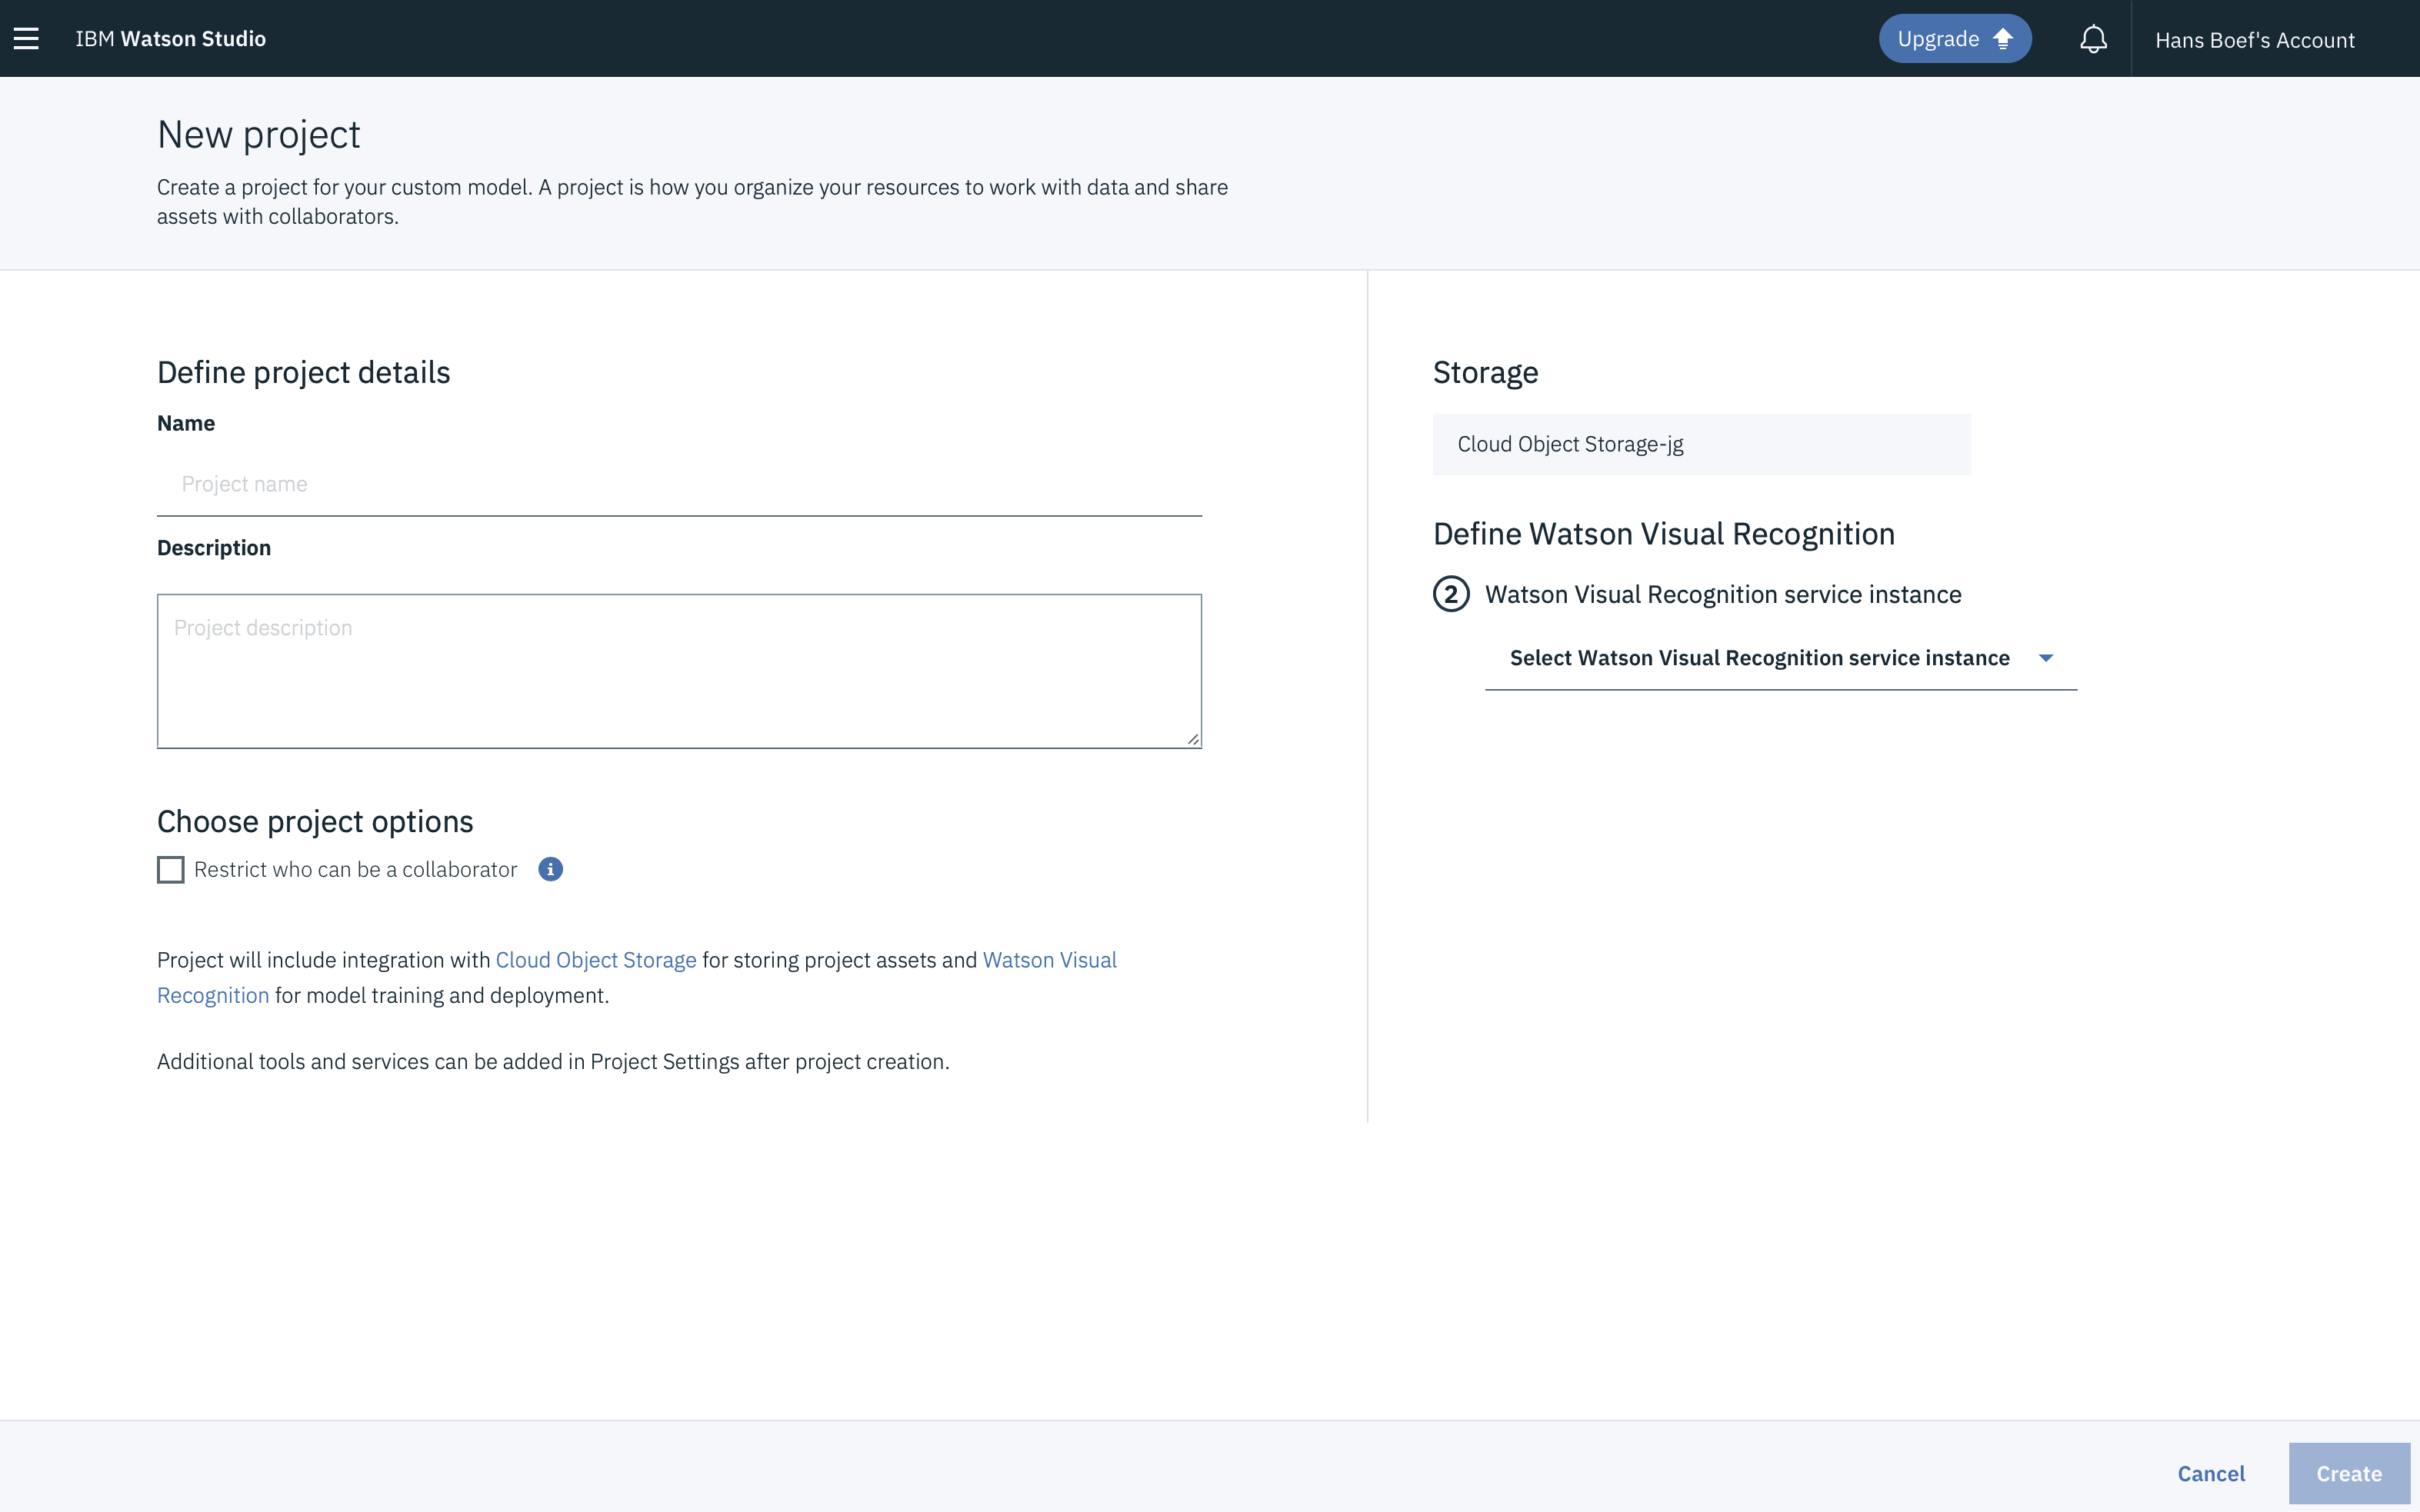 IBM Watson Studio
Upgrade
Hans Boef's Account
New project
Create a project for your custom model. A project is how you organize your resources to work with data and share
assets with collaborators.
Define project details
Name
Project name
Description
Project description
Choose project options
Restrict who can be a collaborator
Project will include integration with Cloud Object Storage for storing project assets and Watson Visual
Recognition for model training and deployment.
Additional tools and services can be added in Project Settings after project creation.
Storage
Cloud Object Storage-jg
Define Watson Visual Recognition
2 Watson Visual Recognition service instance
Select Watson Visual Recognition service instance
Cancel
Create